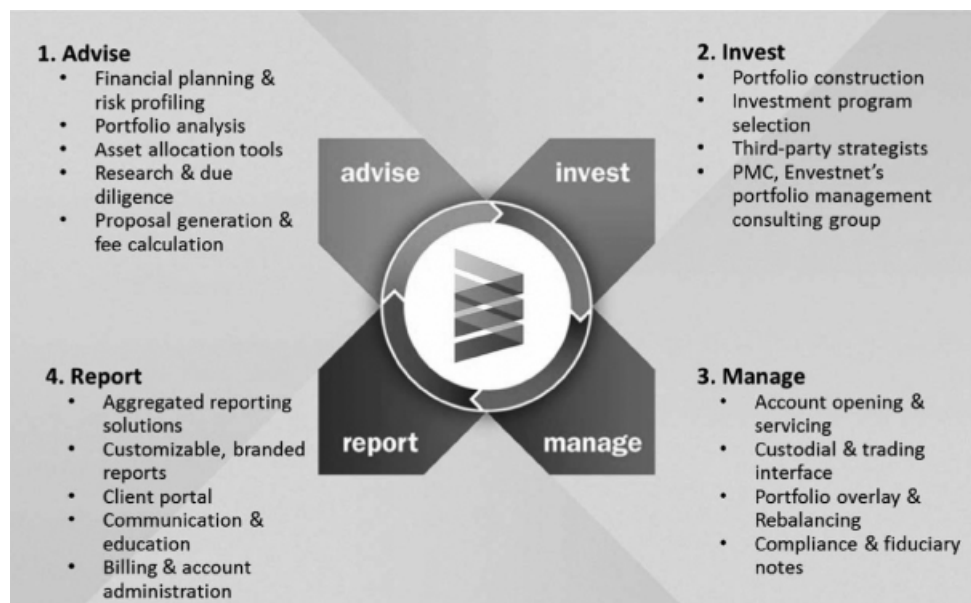 1. Advise
• Financial planning &
risk profiling
• Portfolio analysis
• Asset allocation tools
• Research & due
diligence
• Proposal generation &
fee calculation
2. Invest
• Portfolio construction
• Investment program
selection
• Third-party strategists
• PMC, Envestnet's
portfolio management
consulting group
advise
invest
report
manage
3. Manage
• Account opening &
servicing
• Custodial & trading
interface
• Portfolio overlay &
Rebalancing
• Compliance & fiduciary
notes
4. Report
• Aggregated reporting
solutions
• Customizable, branded
reports
• Client portal
• Communication &
education
• Billing & account
administration